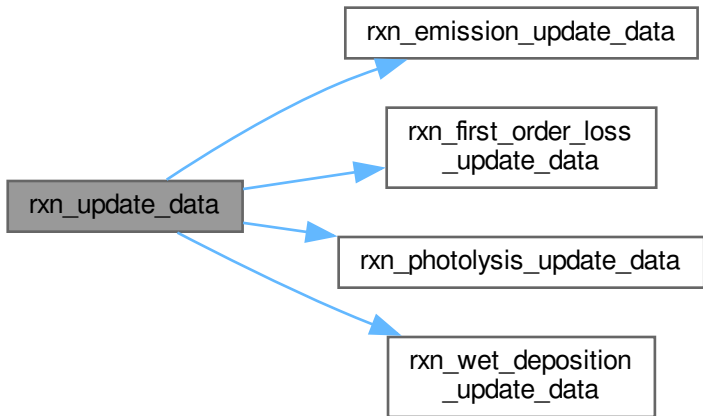 rxn_emission_update_data
rxn_first_order_loss
_update_data
rxn_update_data
rxn_photolysis_update_data
rxn_wet_deposition
_update_data